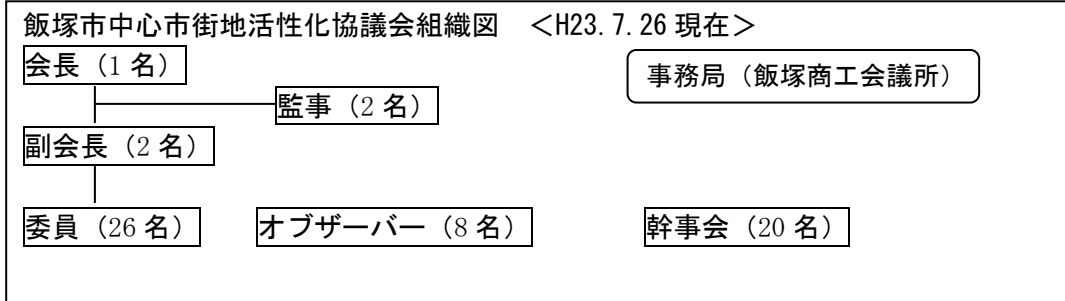 飯塚市中心市街地活性化協議会組織図 <H23.7.26 現在>
会長（1 名）
事務局（飯塚商工会議所）
監事（2 名）
副会長（2 名）
委員（26 名） オブザーバー（8 名） 幹事会（20 名）